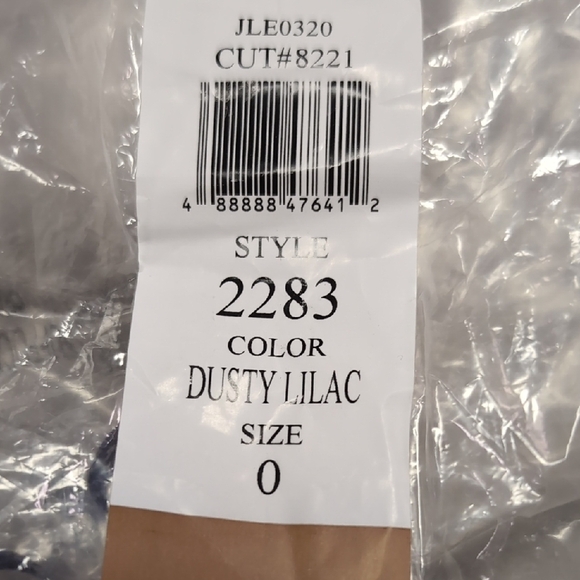 JLE0320
CUT#8221
4 88888 47641 2
STYLE
2283
COLOR
DUSTY LILAC
SIZE
0